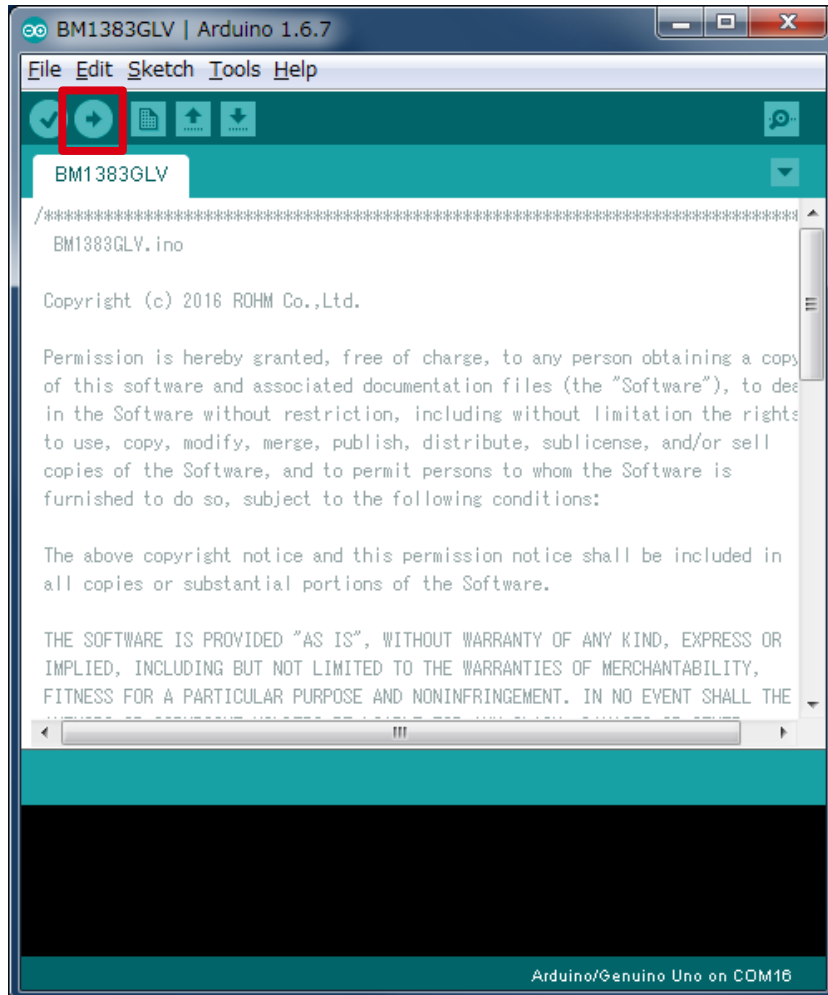 BM1383GLV | Arduino 1.6.7
File Edit Sketch Tools Help
BM1383GLV
/******************************************************************************
BM1383GLV.ino
Copyright (c) 2016 ROHM Co.,Ltd.
Permission is hereby granted, free of charge, to any person obtaining a copy
of this software and associated documentation files (the "Software"), to dea
in the Software without restriction, including without limitation the rights
to use, copy, modify, merge, publish, distribute, sublicense, and/or sell
copies of the Software, and to permit persons to whom the Software is
furnished to do so, subject to the following conditions:
The above copyright notice and this permission notice shall be included in
all copies or substantial portions of the Software.
THE SOFTWARE IS PROVIDED "AS IS", WITHOUT WARRANTY OF ANY KIND, EXPRESS OR
IMPLIED, INCLUDING BUT NOT LIMITED TO THE WARRANTIES OF MERCHANTABILITY,
FITNESS FOR A PARTICULAR PURPOSE AND NONINFRINGEMENT. IN NO EVENT SHALL THE
Arduino/Genuino Uno on COM16